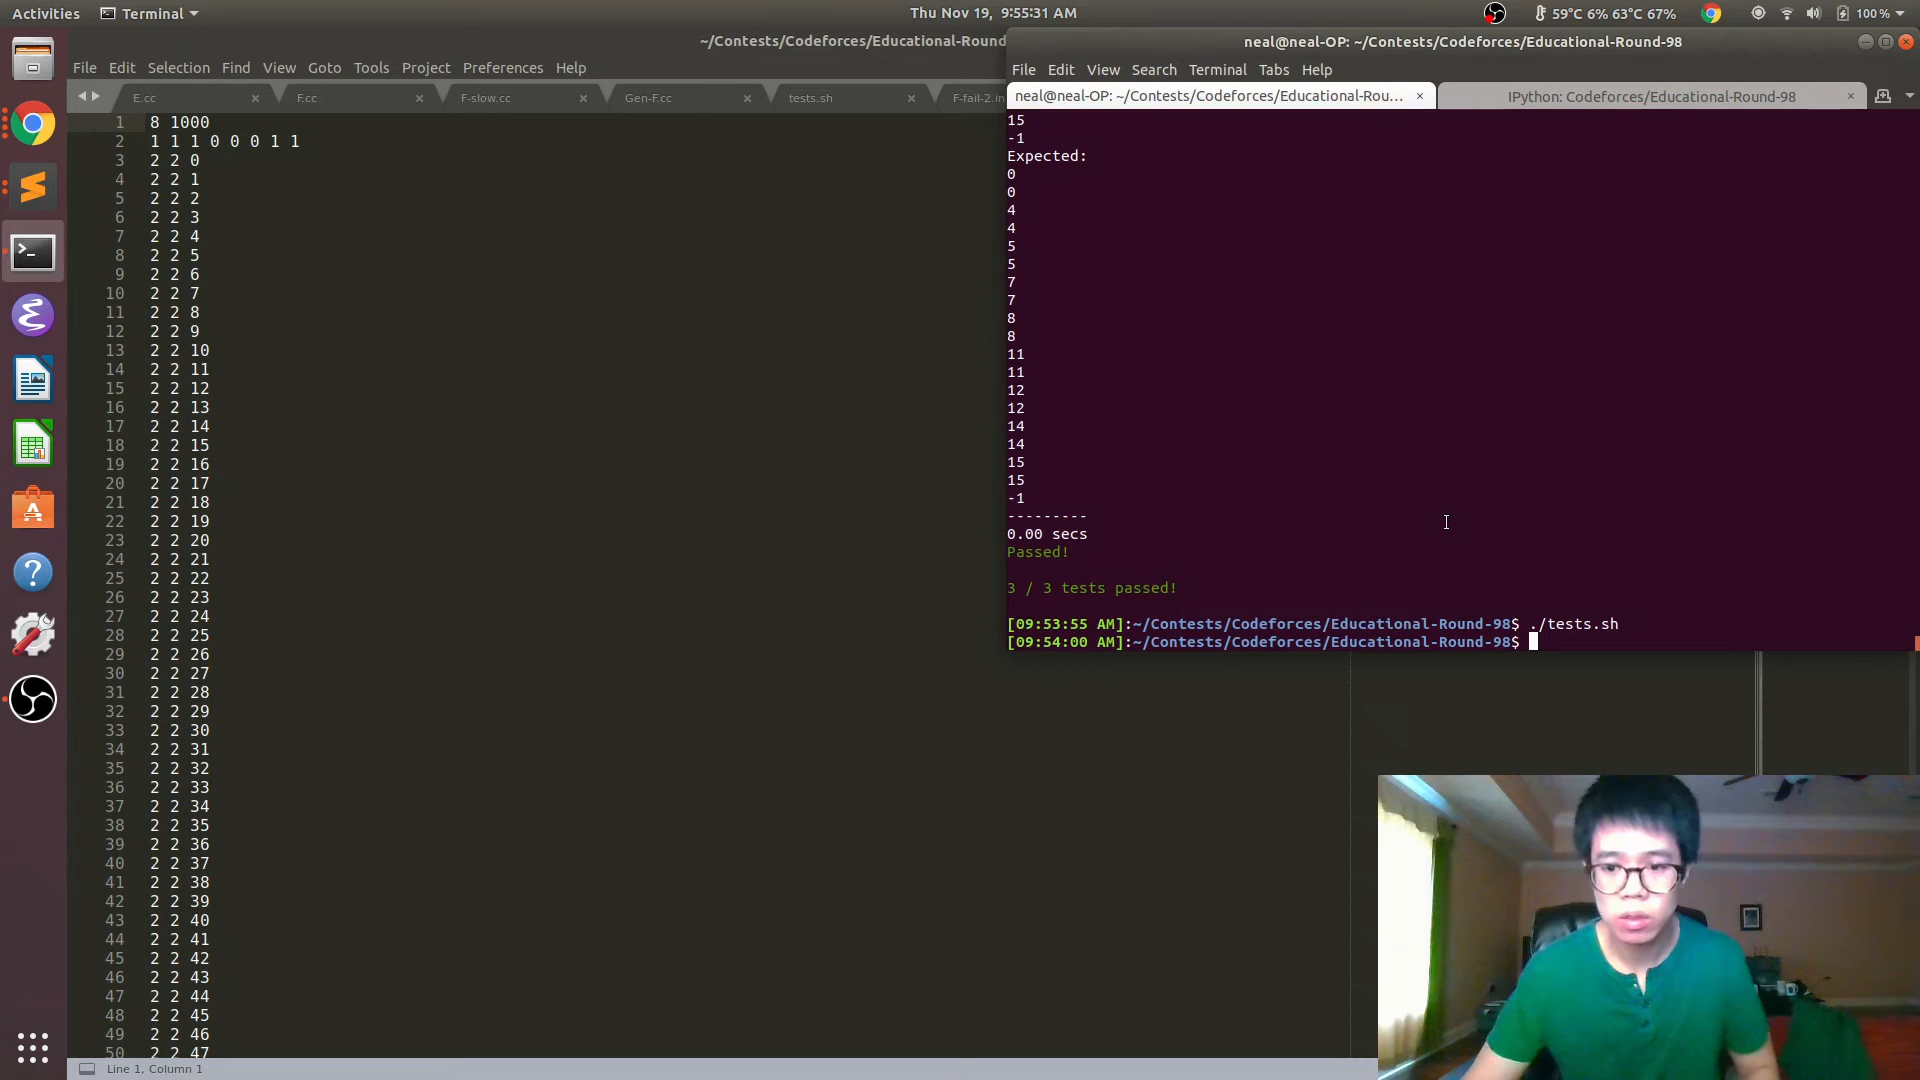 Activities
Terminal
Thu Nov 19, 9:55:31 AM
59°C 6% 63°C 67%
100 %
~/Contests/Codeforces/Educational-Round
File Edit Selection Find View Goto Tools Project Preferences Help
E.cc
F.cc
F-slow.cc
Gen-F.cc
tests.sh
F-fail-2.in
1 8 1000
2 1 1 1 0 0 0 1 1
3 2 2 0
4 2 2 1
5 2 2 2
6 2 2 3
7 2 2 4
8 2 2 5
9 2 2 6
10 2 2 7
11 2 2 8
12 2 2 9
13 2 2 10
14 2 2 11
15 2 2 12
16 2 2 13
17 2 2 14
18 2 2 15
19 2 2 16
20 2 2 17
21 2 2 18
22 2 2 19
23 2 2 20
24 2 2 21
25 2 2 22
26 2 2 23
27 2 2 24
28 2 2 25
29 2 2 26
30 2 2 27
31 2 2 28
32 2 2 29
33 2 2 30
34 2 2 31
35 2 2 32
36 2 2 33
37 2 2 34
38 2 2 35
39 2 2 36
40 2 2 37
41 2 2 38
42 2 2 39
43 2 2 40
44 2 2 41
45 2 2 42
46 2 2 43
47 2 2 44
48 2 2 45
49 2 2 46
50 2 2 47
Line 1, Column 1
neal@neal-OP: ~/Contests/Codeforces/Educational-Round-98
File Edit View Search Terminal Tabs Help
neal@neal-OP: ~/Contests/Codeforces/Educational-Rou...
IPython: Codeforces/Educational-Round-98
15
-1
Expected:
0
0
4
4
5
5
7
7
8
8
11
11
12
12
14
14
15
15
-1
---------
0.00 secs
Passed!
3 / 3 tests passed!
[09:53:55 AM]:~/Contests/Codeforces/Educational-Round-98$ ./tests.sh
[09:54:00 AM]:~/Contests/Codeforces/Educational-Round-98$